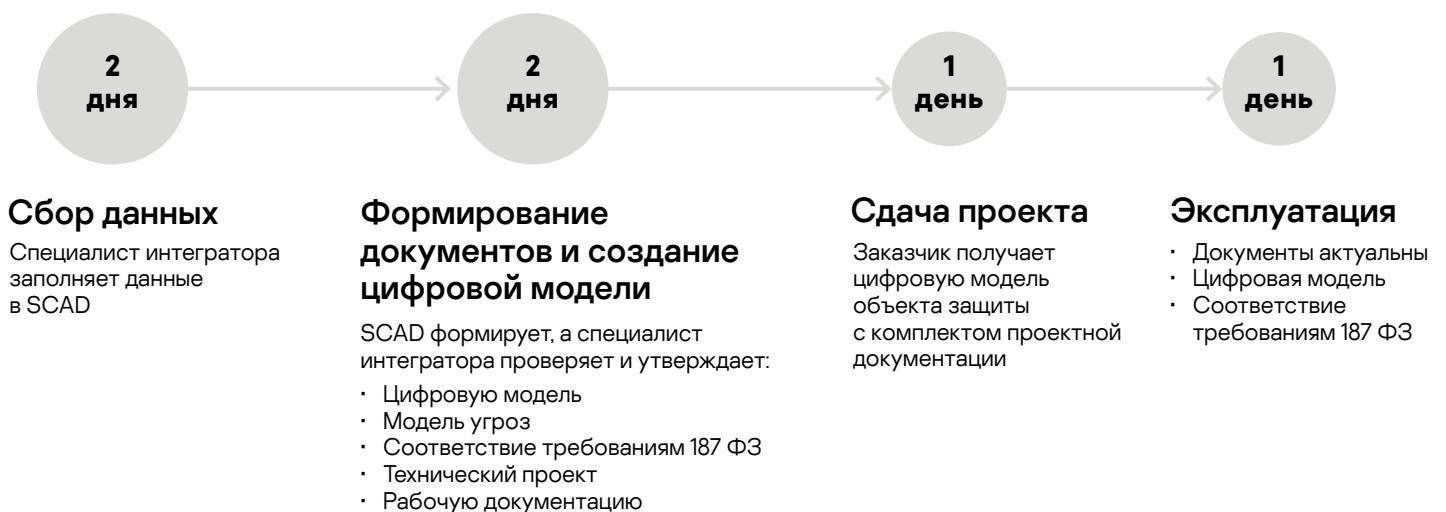 2
дня
2
дня
1
день
1
день
Сбор данных
Специалист интегратора
заполняет данные
в SCAD
Формирование
документов и создание
цифровой модели
SCAD формирует, а специалист
интегратора проверяет и утверждает:
· Цифровую модель
· Модель угроз
· Соответствие требованиям 187 ФЗ
· Технический проект
· Рабочую документацию
Сдача проекта
Заказчик получает
цифровую модель
объекта защиты
с комплектом проектной
документации
Эксплуатация
· Документы актуальны
· Цифровая модель
· Соответствие
требованиям 187 ФЗ